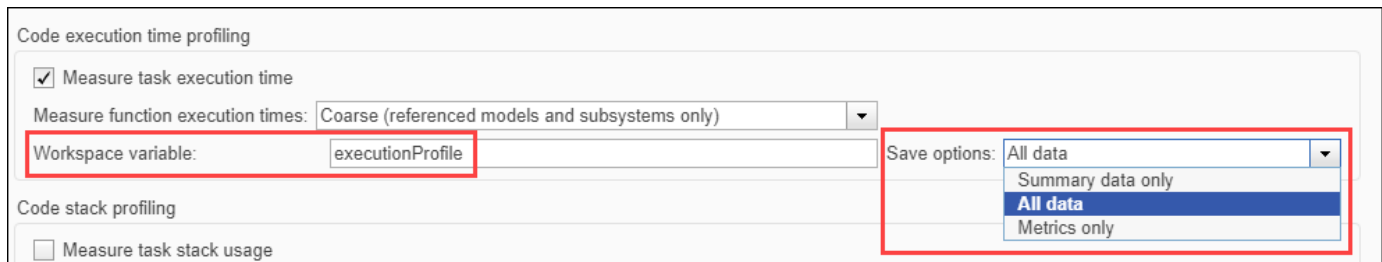 Code execution time profiling
Measure task execution time
Measure function execution times: Coarse (referenced models and subsystems only)
Workspace variable: executionProfile Save options: All data
Summary data only
All data
Metrics only
Code stack profiling
Measure task stack usage